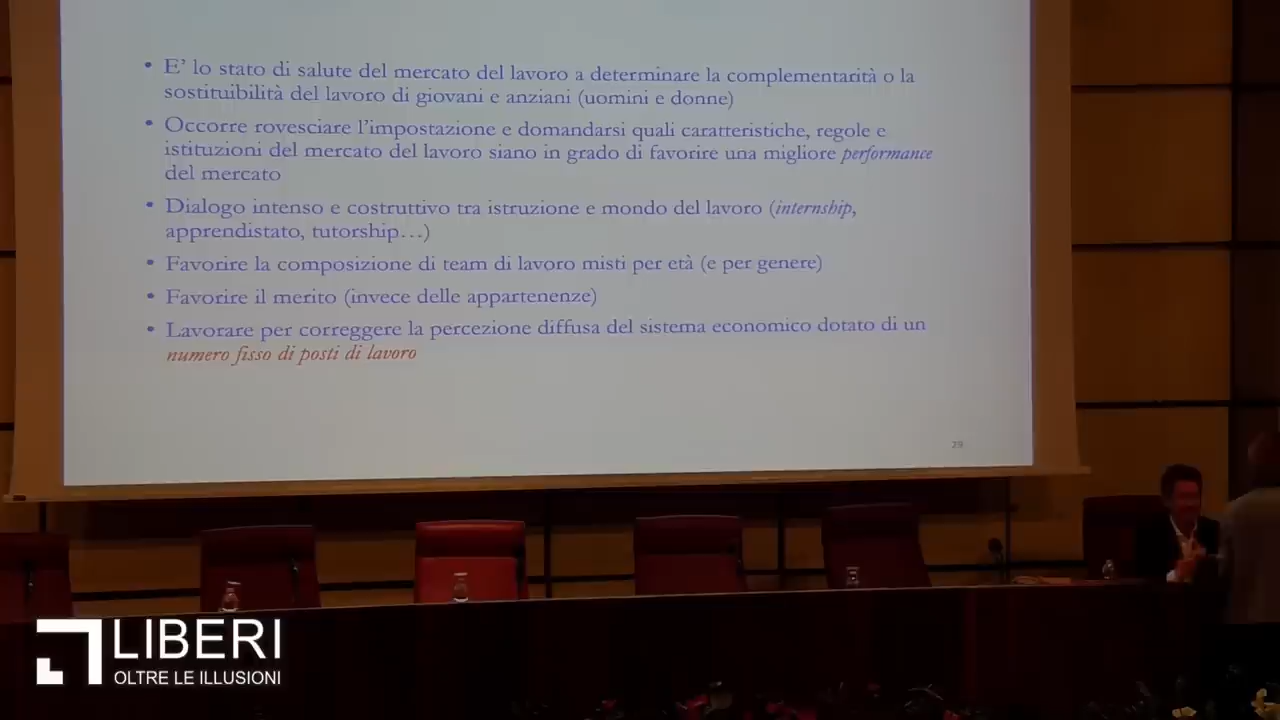 • E' lo stato di salute del mercato del lavoro a determinare la complementarità o la
sostituibilità del lavoro di giovani e anziani (uomini e donne)
• Occorre rovesciare l'impostazione e domandarsi quali caratteristiche, regole e
istituzioni del mercato del lavoro siano in grado di favorire una migliore performance
del mercato
• Dialogo intenso e costruttivo tra istruzione e mondo del lavoro (internship,
apprendistato, tutorship…)
• Favorire la composizione di team di lavoro misti per età (e per genere)
• Favorire il merito (invece delle appartenenze)
• Lavorare per correggere la percezione diffusa del sistema economico dotato di un
numero fisso di posti di lavoro
29
LIBERI
OLTRE LE ILLUSIONI